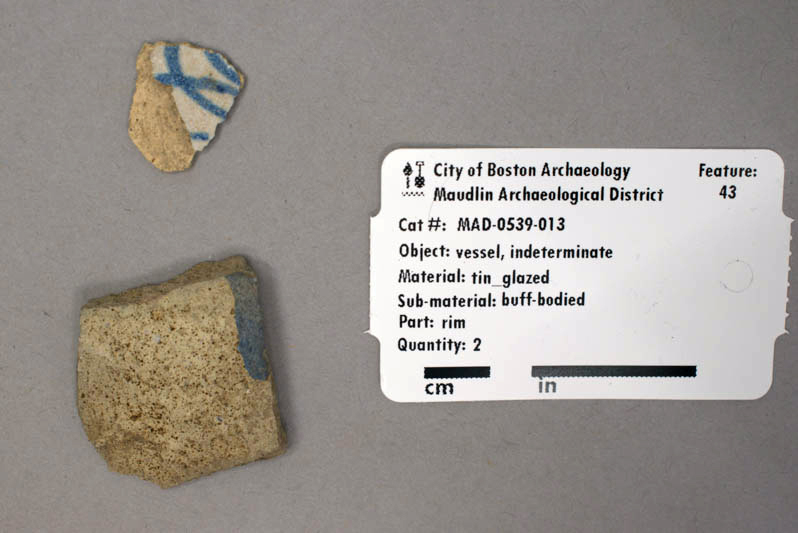 City of Boston Archaeology
Maudlin Archaeological District
Feature:
43
Cat #: MAD-0539-013
Object: vessel, indeterminate
Material: tin_glazed
Sub-material: buff-bodied
Part: rim
Quantity: 2
cm
in